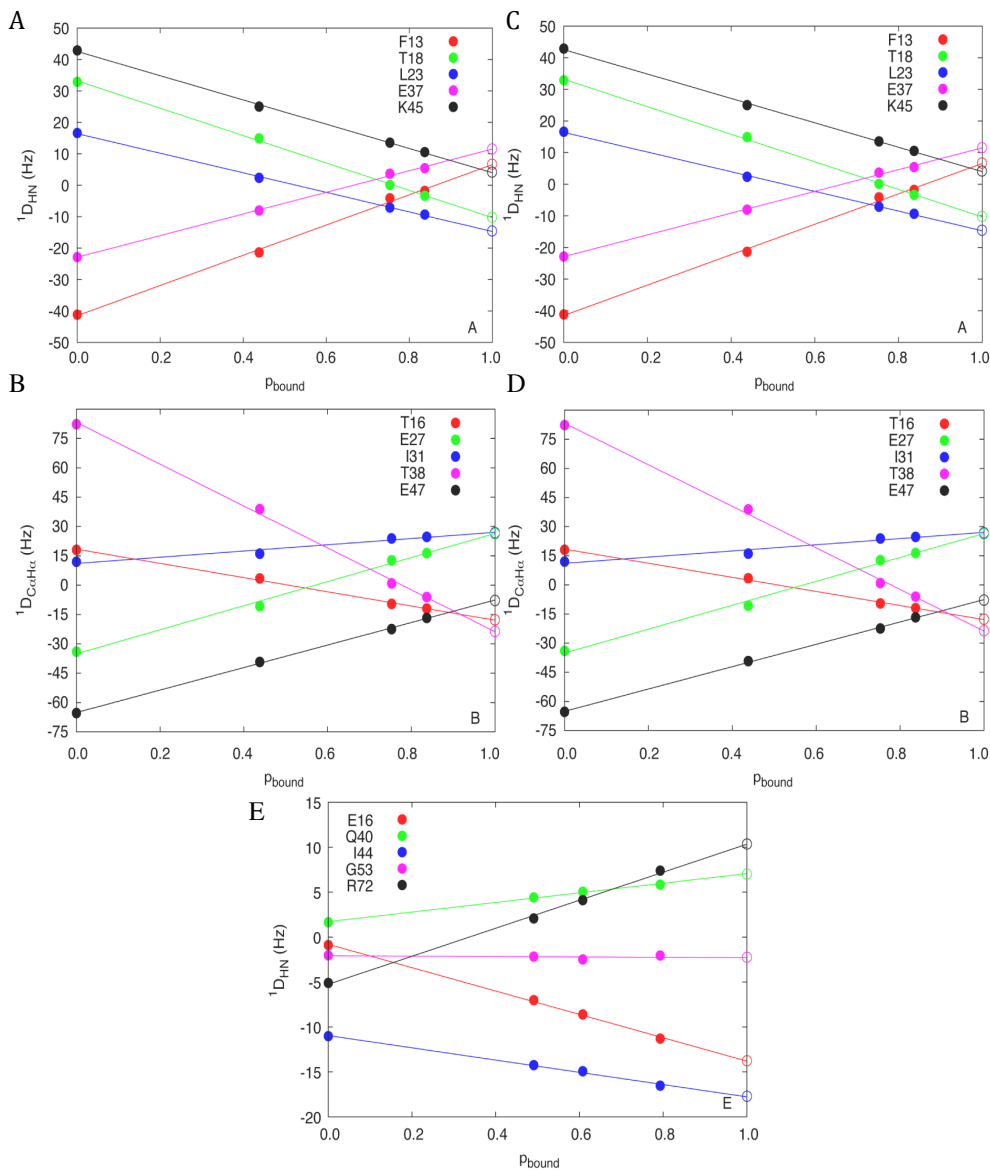 A
50
40
30
20
10
0
-10
-20
-30
-40
-50
¹D_HN (Hz)
F13
T18
L23
E37
K45
A
0.0 0.2 0.4 0.6 0.8 1.0
p_bound
C
50
40
30
20
10
0
-10
-20
-30
-40
-50
¹D_HN (Hz)
F13
T18
L23
E37
K45
A
0.0 0.2 0.4 0.6 0.8 1.0
p_bound
B
75
60
45
30
15
0
-15
-30
-45
-60
-75
¹D_CαHα (Hz)
T16
E27
I31
T38
E47
B
0.0 0.2 0.4 0.6 0.8 1.0
p_bound
D
75
60
45
30
15
0
-15
-30
-45
-60
-75
¹D_CαHα (Hz)
T16
E27
I31
T38
E47
B
0.0 0.2 0.4 0.6 0.8 1.0
p_bound
E
15
10
5
0
-5
-10
-15
-20
¹D_HN (Hz)
E16
Q40
I44
G53
R72
E
0.0 0.2 0.4 0.6 0.8 1.0
p_bound